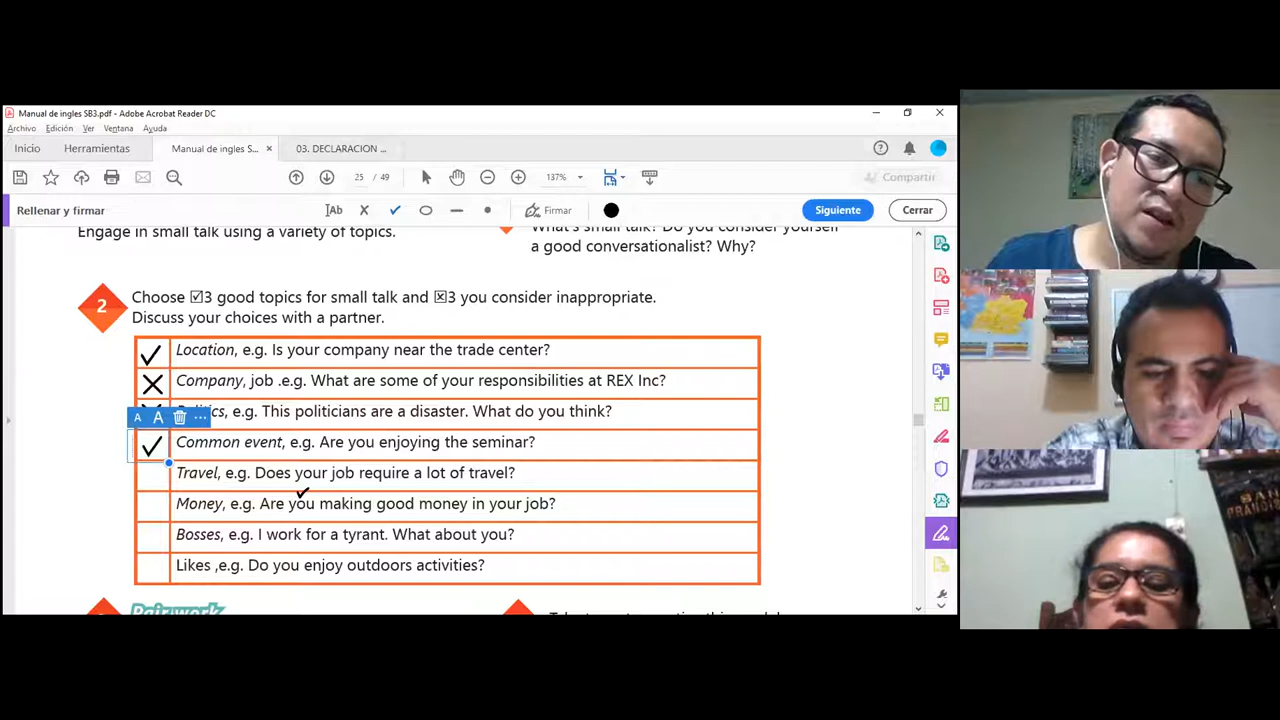 Manual de ingles SB3.pdf - Adobe Acrobat Reader DC
Archivo Edición Ver Ventana Ayuda
Inicio Herramientas Manual de ingles S... × 03. DECLARACION ...
25 / 49 137% Compartir
Rellenar y firmar Ab Firmar Siguiente Cerrar
Engage in small talk using a variety of topics.
What's small talk? Do you consider yourself
a good conversationalist? Why?
2 Choose ☑3 good topics for small talk and ☒3 you consider inappropriate.
Discuss your choices with a partner.
Location, e.g. Is your company near the trade center?
Company, job .e.g. What are some of your responsibilities at REX Inc?
A A ...
Politics, e.g. This politicians are a disaster. What do you think?
Common event, e.g. Are you enjoying the seminar?
Travel, e.g. Does your job require a lot of travel?
Money, e.g. Are you making good money in your job?
Bosses, e.g. I work for a tyrant. What about you?
Likes ,e.g. Do you enjoy outdoors activities?
Pair work
SAN